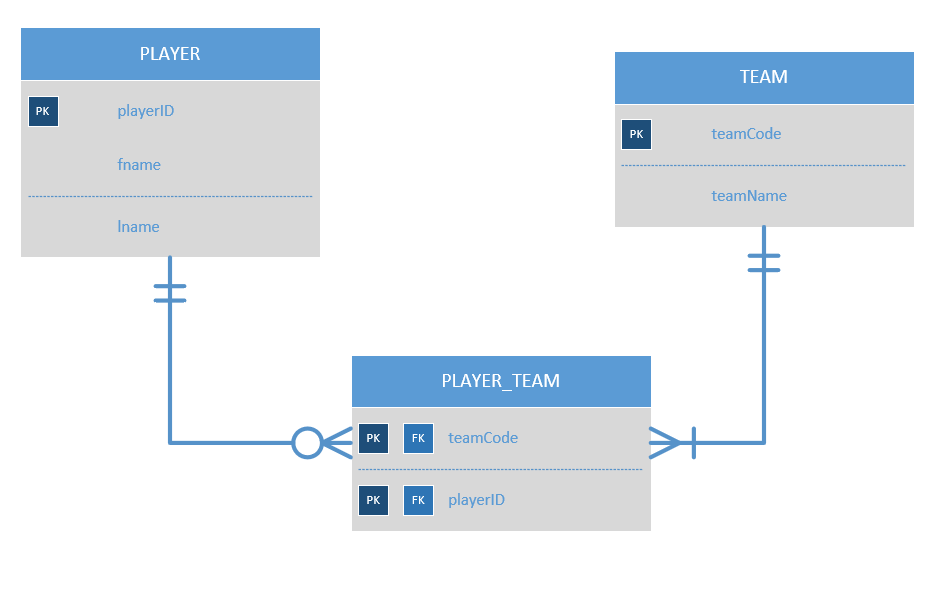 PLAYER
PK playerID
fname
lname
TEAM
PK teamCode
teamName
PLAYER_TEAM
PK FK teamCode
PK FK playerID